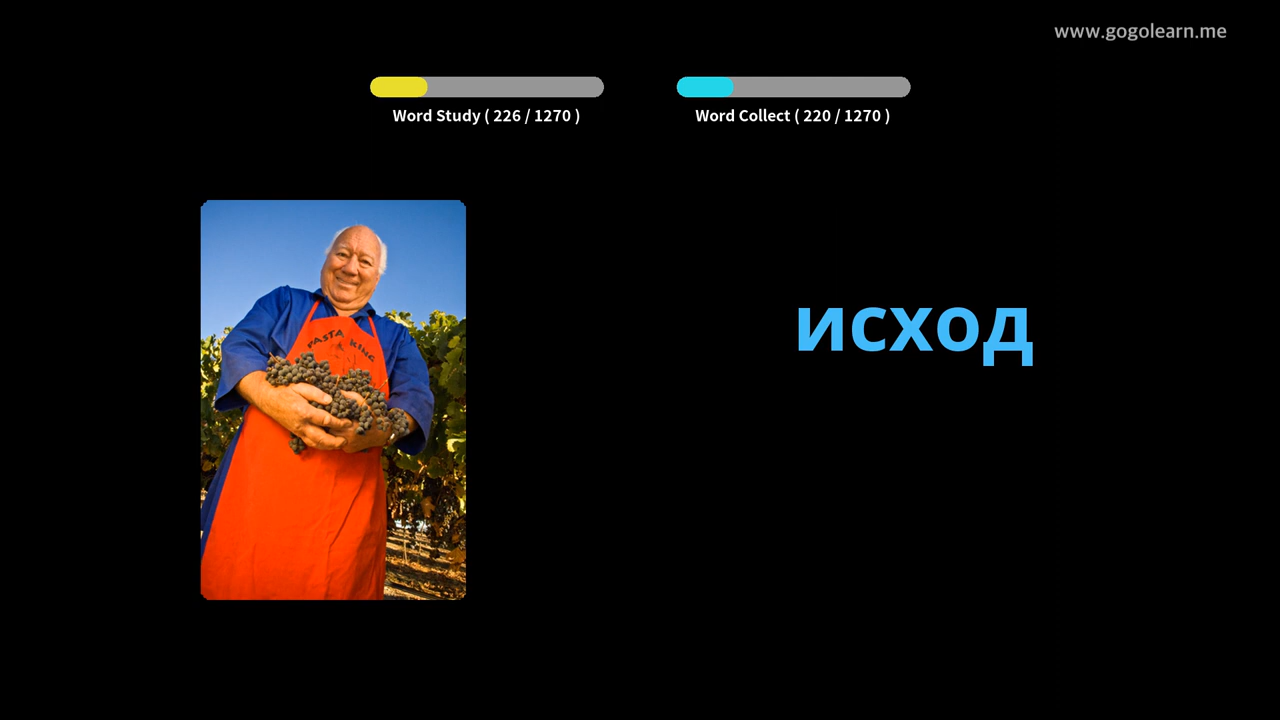 www.gogolearn.me
Word Study ( 226 / 1270 )
Word Collect ( 220 / 1270 )
PASTA KING
исход